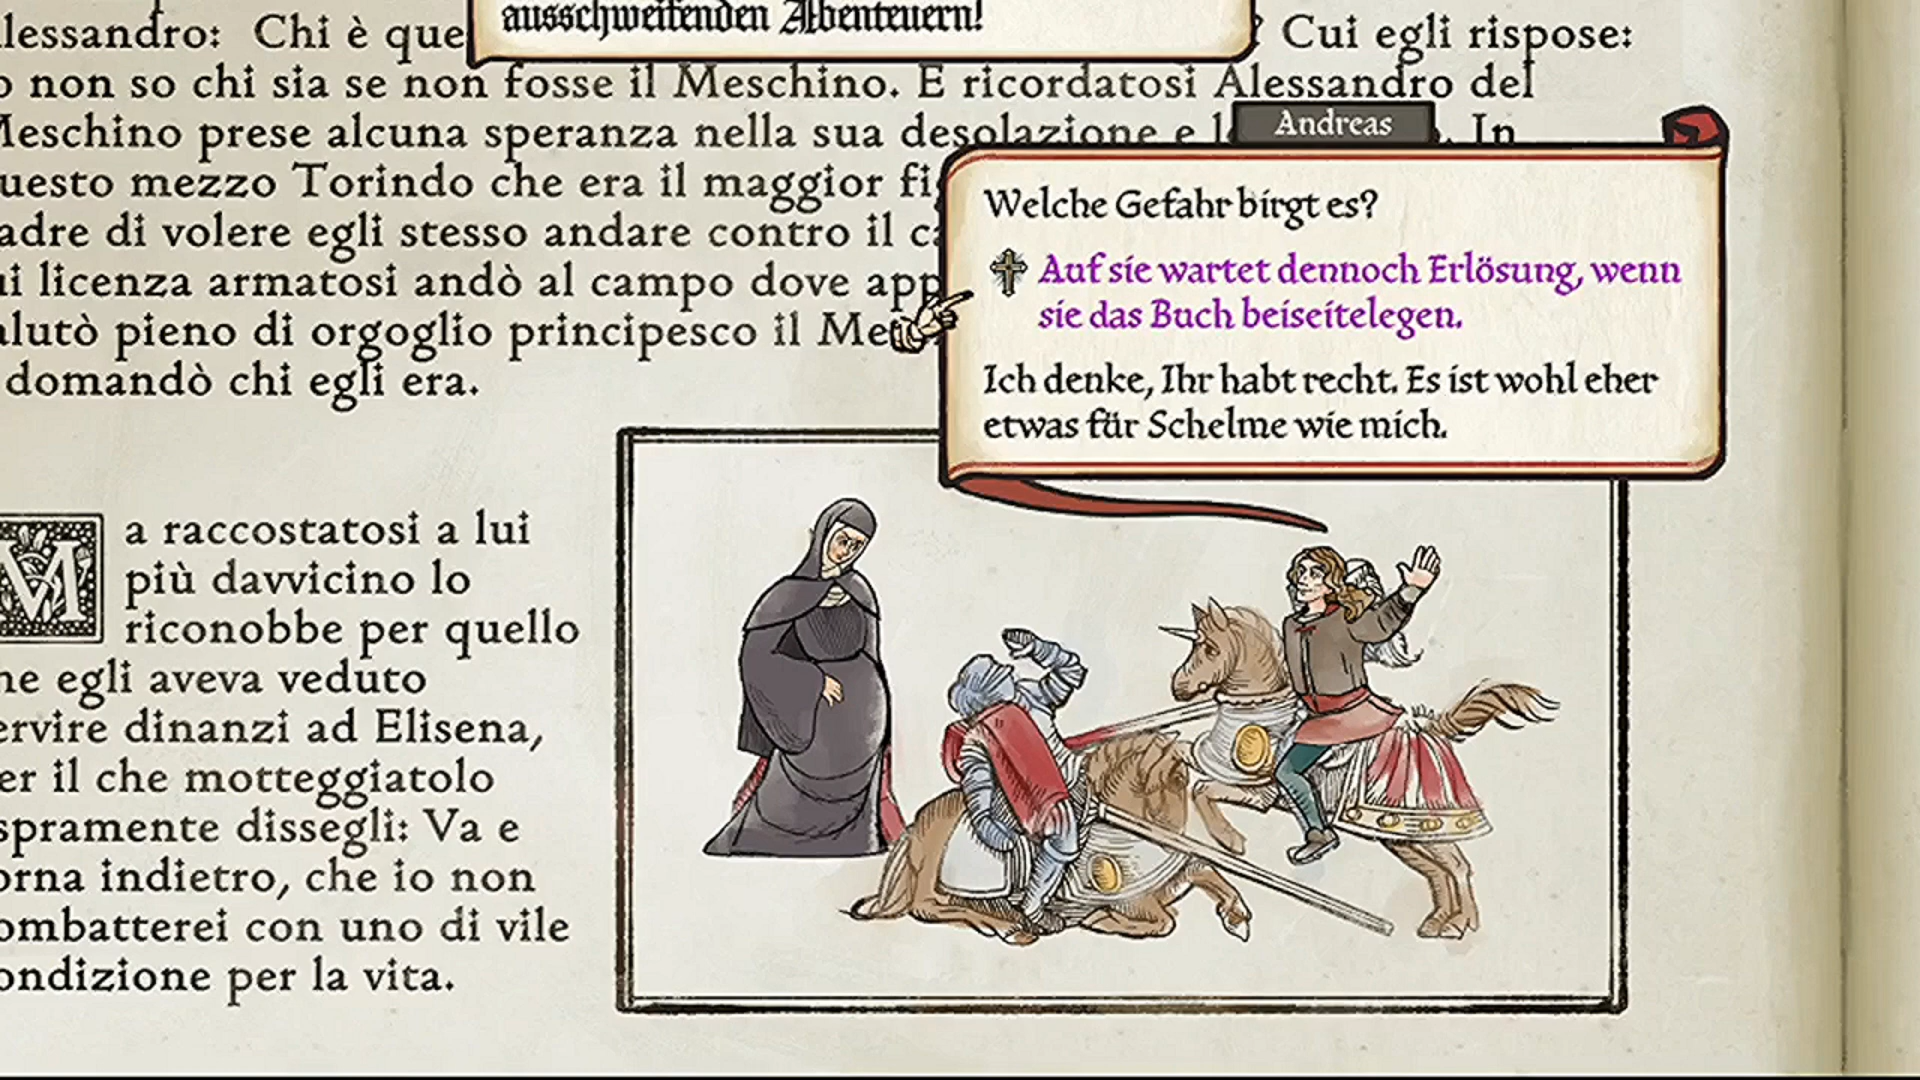 ausschweifenden Abenteuern!
lessandro: Chi è que ? Cui egli rispose:
o non so chi sia se non fosse il Meschino. E ricordatosi Alessandro del
Meschino prese alcuna speranza nella sua desolazione e l . In
uesto mezzo Torindo che era il maggior fi
adre di volere egli stesso andare contro il c
ui licenza armatosi andò al campo dove app
alutò pieno di orgoglio principesco il Me
domandò chi egli era.
Andreas
Welche Gefahr birgt es?
Auf sie wartet dennoch Erlösung, wenn
sie das Buch beiseitelegen.
Ich denke, Ihr habt recht. Es ist wohl eher
etwas für Schelme wie mich.
M
a raccostatosi a lui
più davvicino lo
riconobbe per quello
he egli aveva veduto
ervire dinanzi ad Elisena,
er il che motteggiatolo
spramente dissegli: Va e
orna indietro, che io non
ombatterei con uno di vile
ondizione per la vita.